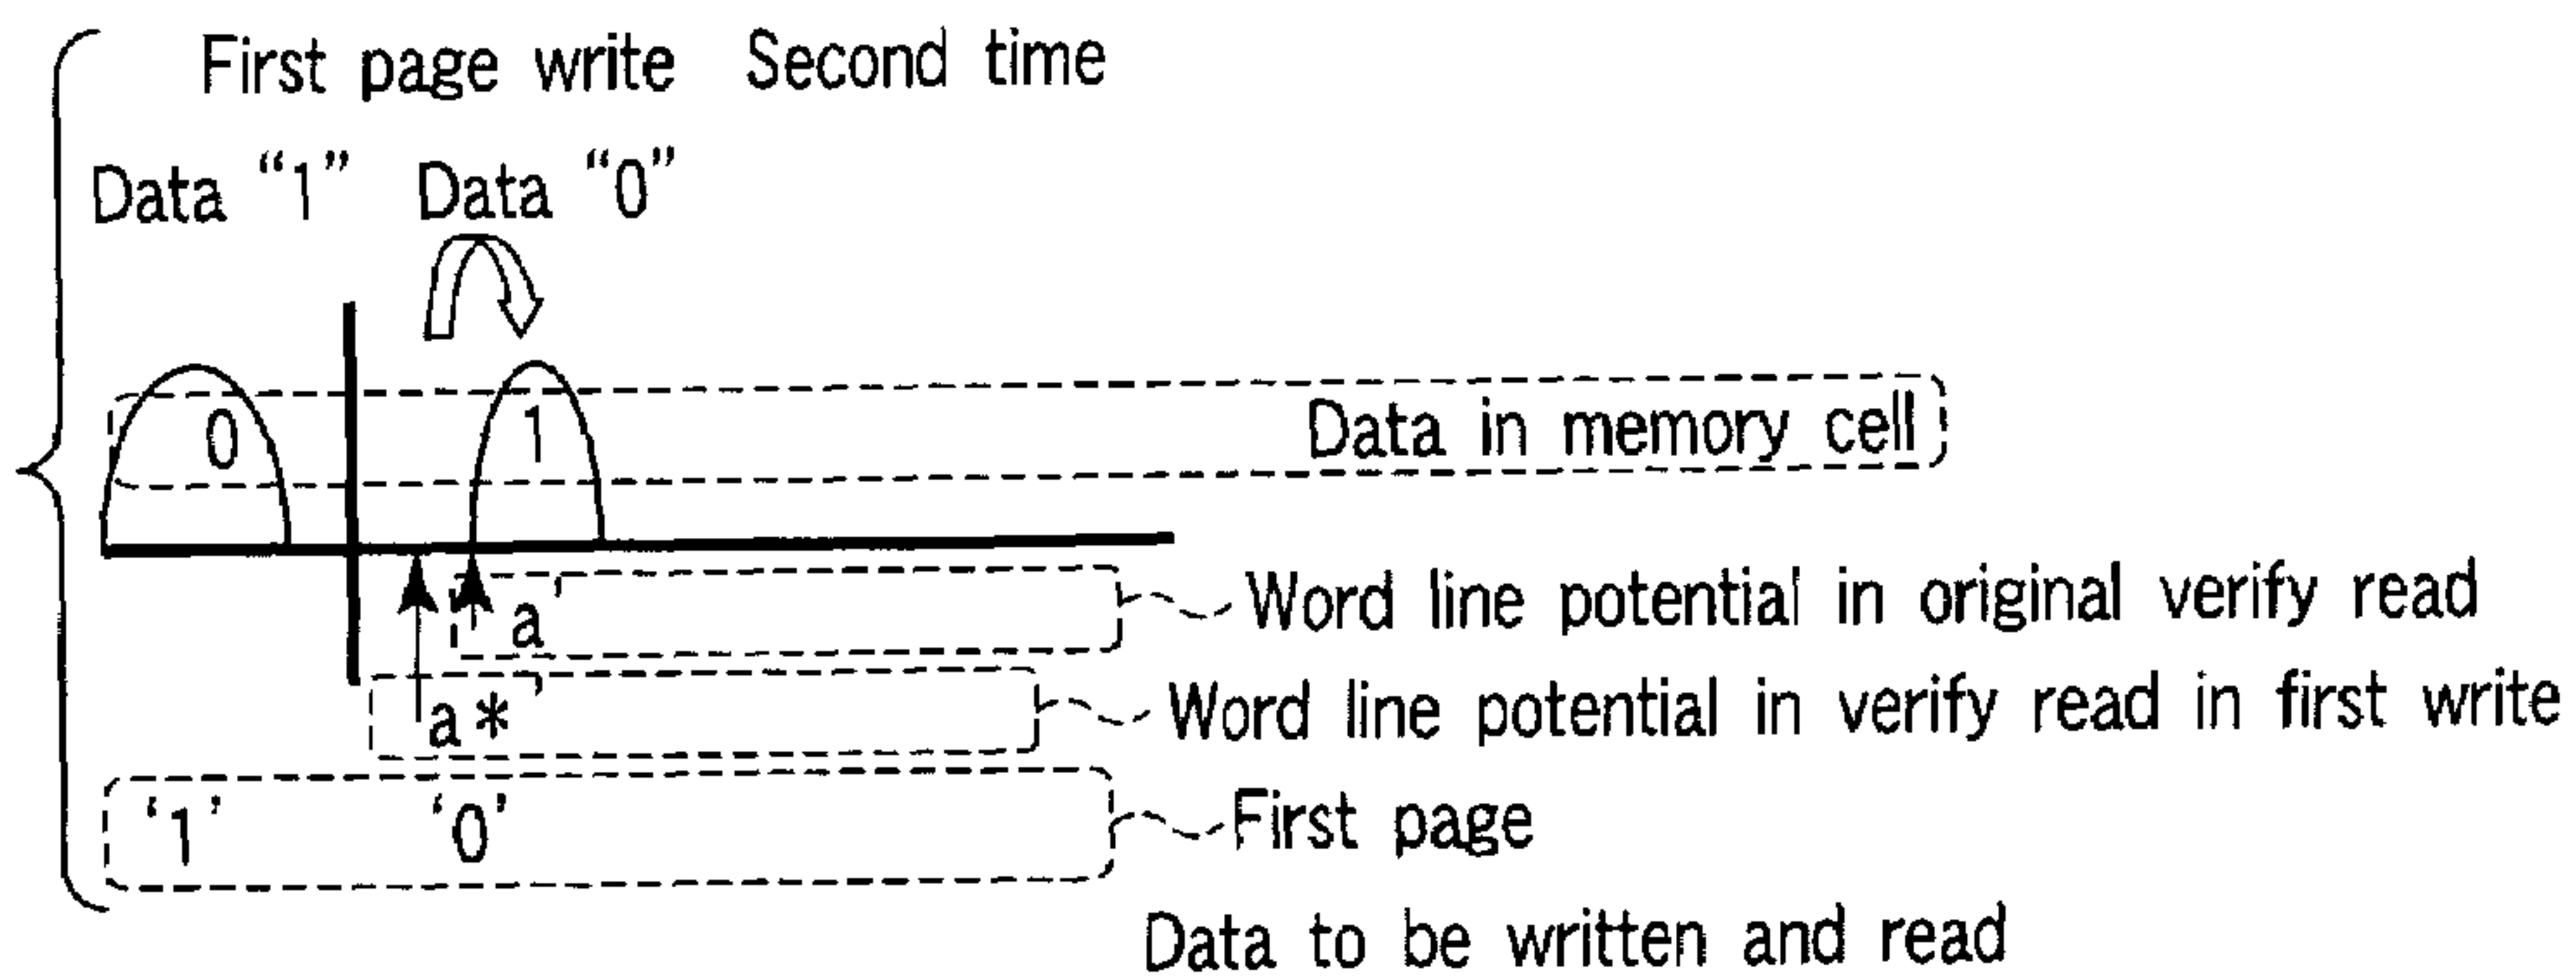 First page write Second time
Data “1” Data “0”
0 1 Data in memory cell
a' Word line potential in original verify read
a*' Word line potential in verify read in first write
‘1’ ‘0’ First page
Data to be written and read